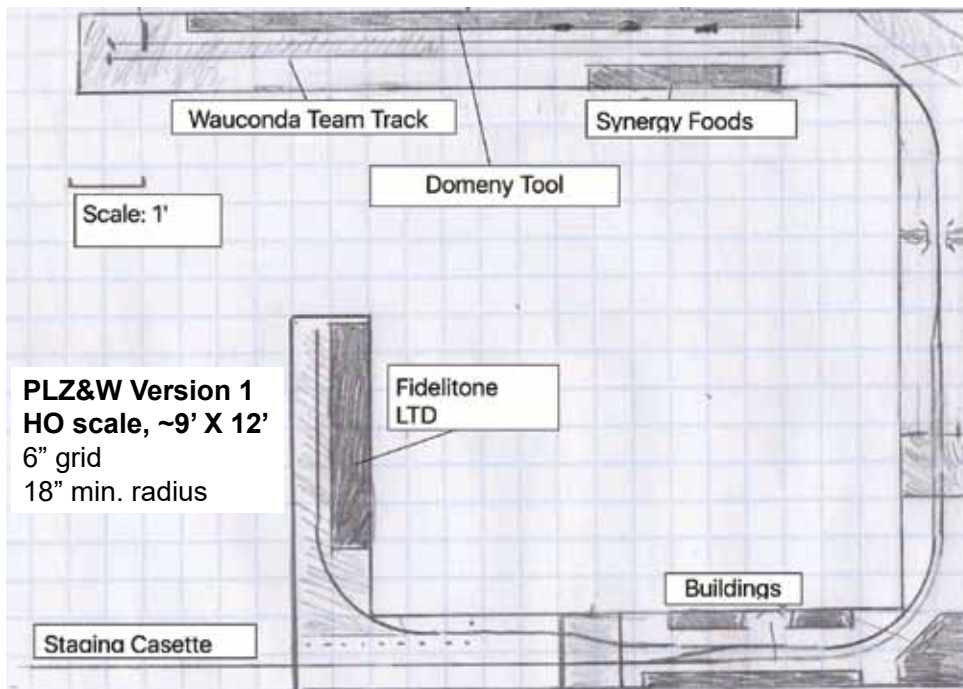 Wauconda Team Track
Synergy Foods
Domeny Tool
Scale: 1'
Fidelitone
LTD
PLZ&W Version 1
HO scale, ~9’ X 12’
6” grid
18” min. radius
Buildings
Staging Casette